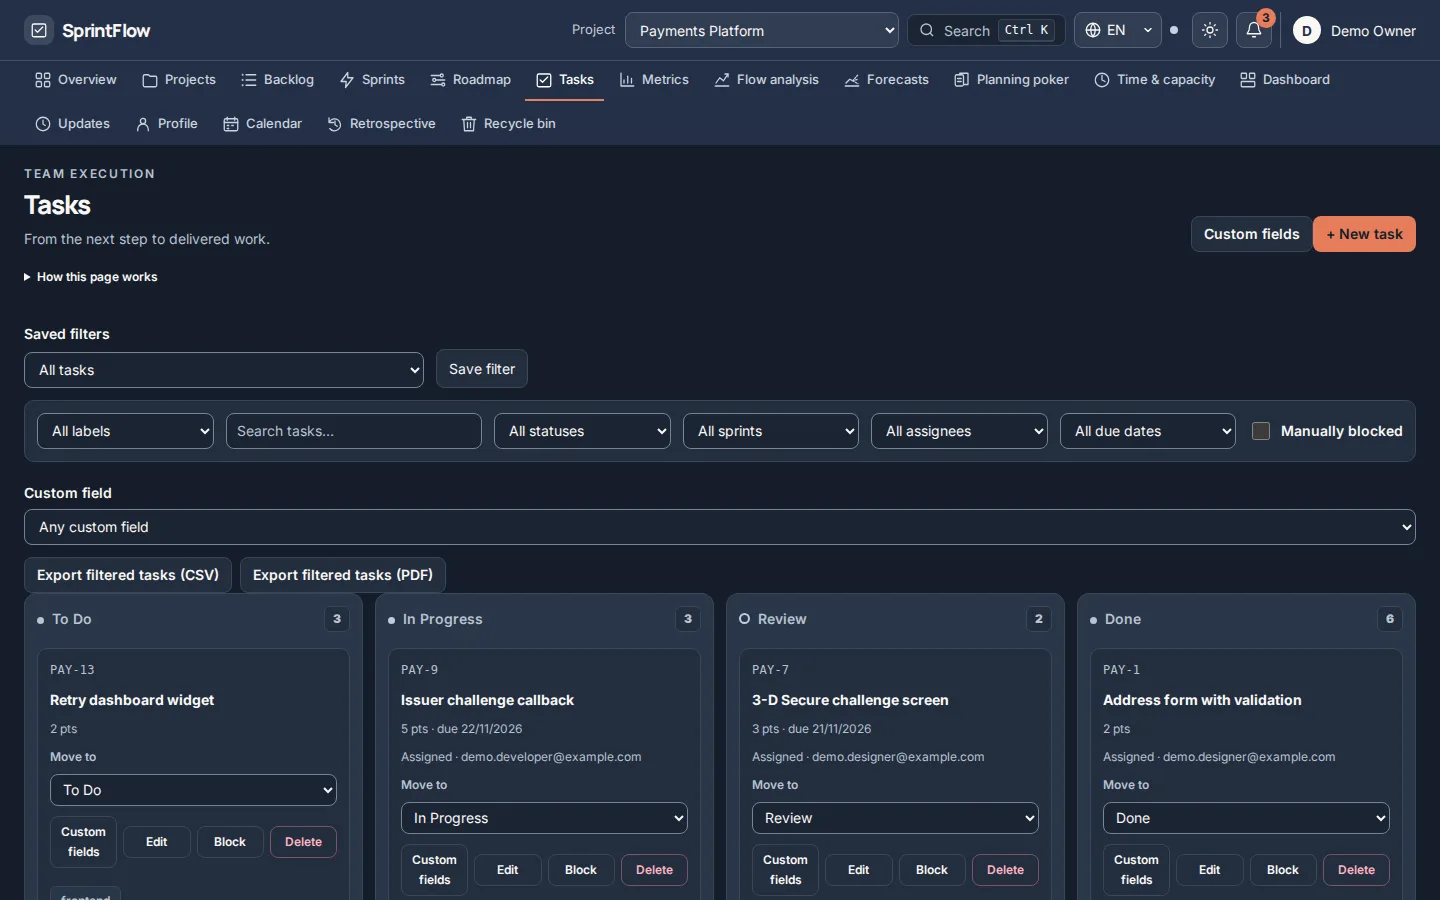 SprintFlow
Project
Payments Platform
Search Ctrl K
EN
3
D
Demo Owner
Overview
Projects
Backlog
Sprints
Roadmap
Tasks
Metrics
Flow analysis
Forecasts
Planning poker
Time & capacity
Dashboard
Updates
Profile
Calendar
Retrospective
Recycle bin
TEAM EXECUTION
Tasks
From the next step to delivered work.
Custom fields
+ New task
How this page works
Saved filters
All tasks
Save filter
All labels
Search tasks...
All statuses
All sprints
All assignees
All due dates
Manually blocked
Custom field
Any custom field
Export filtered tasks (CSV)
Export filtered tasks (PDF)
To Do
3
PAY-13
Retry dashboard widget
2 pts
Move to
To Do
Custom
fields
Edit
Block
Delete
frontend
In Progress
3
PAY-9
Issuer challenge callback
5 pts · due 22/11/2026
Assigned · demo.developer@example.com
Move to
In Progress
Custom
fields
Edit
Block
Delete
Review
2
PAY-7
3-D Secure challenge screen
3 pts · due 21/11/2026
Assigned · demo.designer@example.com
Move to
Review
Custom
fields
Edit
Block
Delete
Done
6
PAY-1
Address form with validation
2 pts
Assigned · demo.designer@example.com
Move to
Done
Custom
fields
Edit
Block
Delete